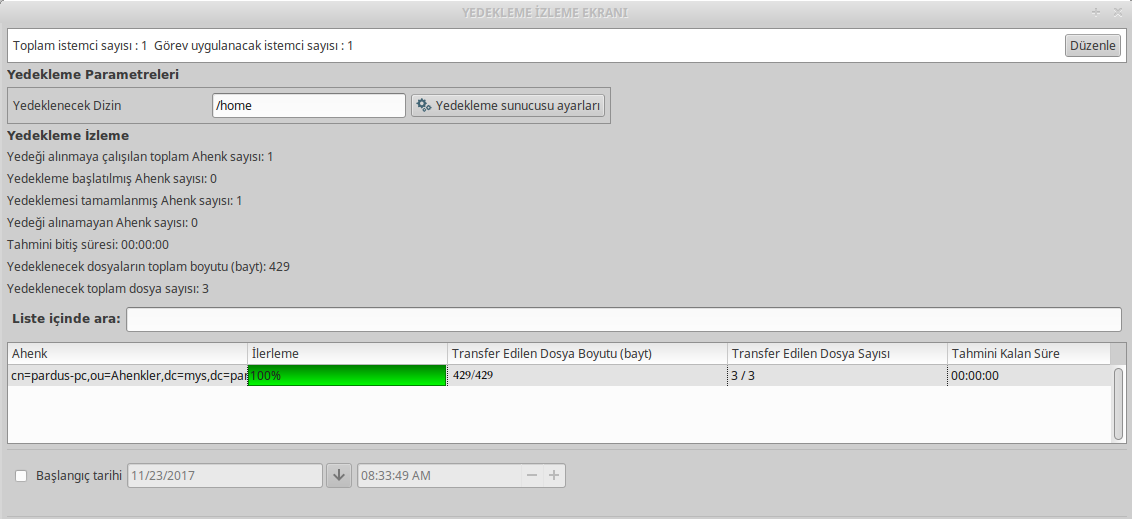 YEDEKLEME İZLEME EKRANI
Toplam istemci sayısı : 1 Görev uygulanacak istemci sayısı : 1 Düzenle
Yedekleme Parametreleri
Yedeklenecek Dizin /home Yedekleme sunucusu ayarları
Yedekleme İzleme
Yedeği alınmaya çalışılan toplam Ahenk sayısı: 1
Yedekleme başlatılmış Ahenk sayısı: 0
Yedeklemesi tamamlanmış Ahenk sayısı: 1
Yedeği alınamayan Ahenk sayısı: 0
Tahmini bitiş süresi: 00:00:00
Yedeklenecek dosyaların toplam boyutu (bayt): 429
Yedeklenecek toplam dosya sayısı: 3
Liste içinde ara:
Ahenk İlerleme Transfer Edilen Dosya Boyutu (bayt) Transfer Edilen Dosya Sayısı Tahmini Kalan Süre
cn=pardus-pc,ou=Ahenkler,dc=mys,dc=pa 100% 429/429 3 / 3 00:00:00
Başlangıç tarihi 11/23/2017 08:33:49 AM